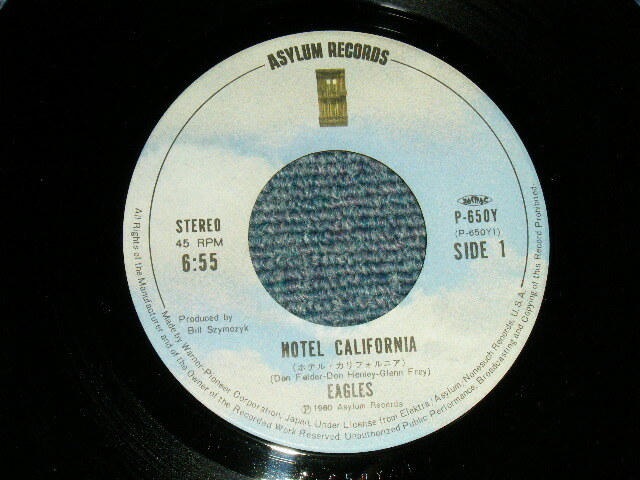 ASYLUM RECORDS
STEREO
45 RPM
6:55
P-650Y
(P-650Y1)
SIDE 1
Produced by
Bill Szymczyk
HOTEL CALIFORNIA
(ホテル・カリフォルニア)
(Don Felder-Don Henley-Glenn Frey)
EAGLES
Ⓟ1980 Asylum Records
Made by Warner-Pioneer Corporation, Japan, Under License from Elektra/Asylum/Nonesuch Records, U.S.A.
All Rights of the Manufacturer and of the Owner of the Recorded Work Reserved. Unauthorized Public Performance, Broadcasting and Copying of this Record Prohibited.